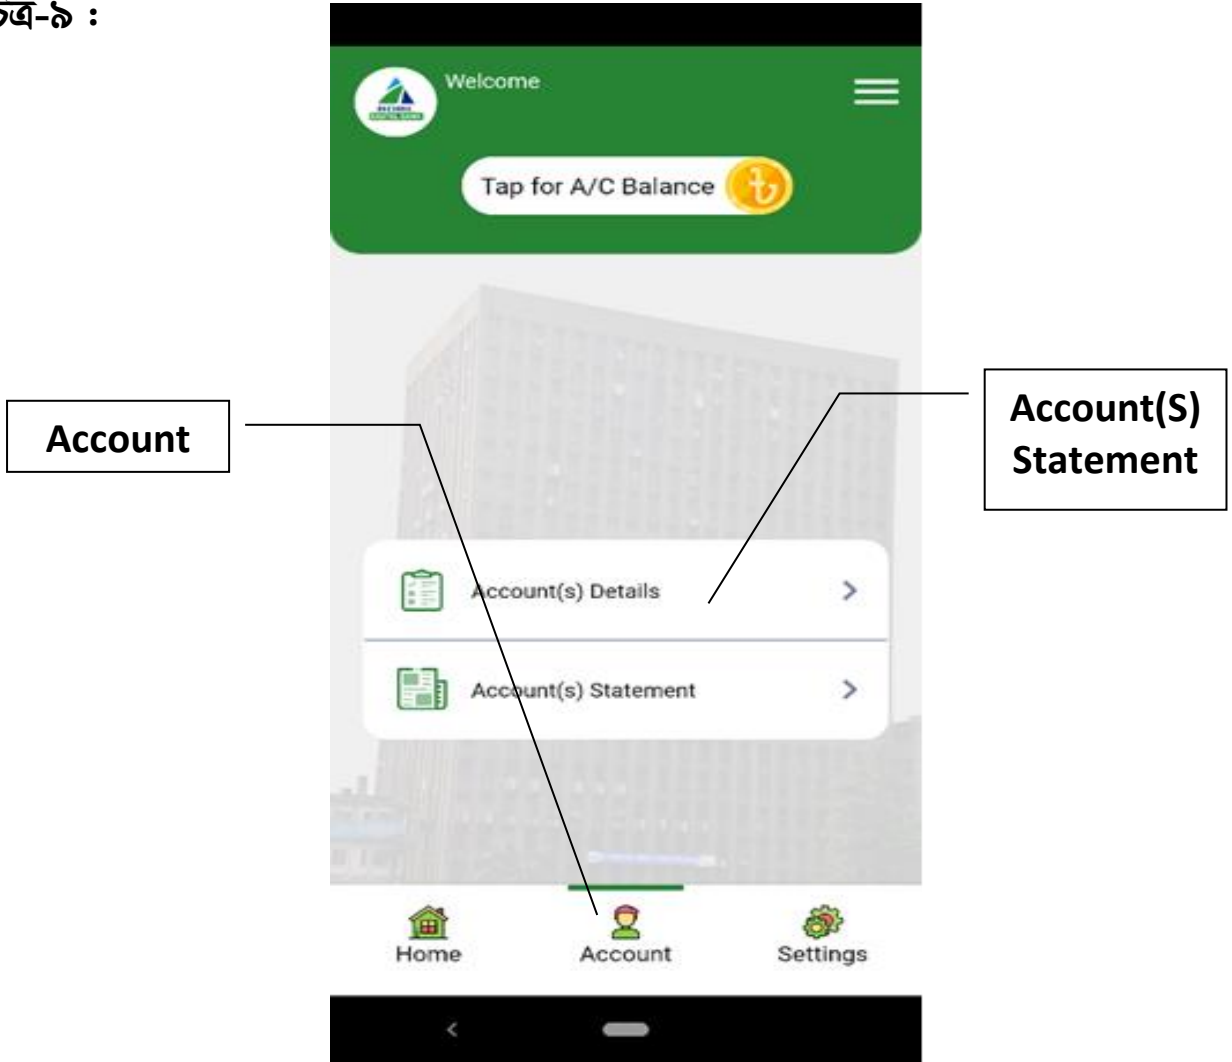 চিত্র-৯ :
Welcome
Tap for A/C Balance
Account
Account(S)
Statement
Account(s) Details
Account(s) Statement
Home
Account
Settings